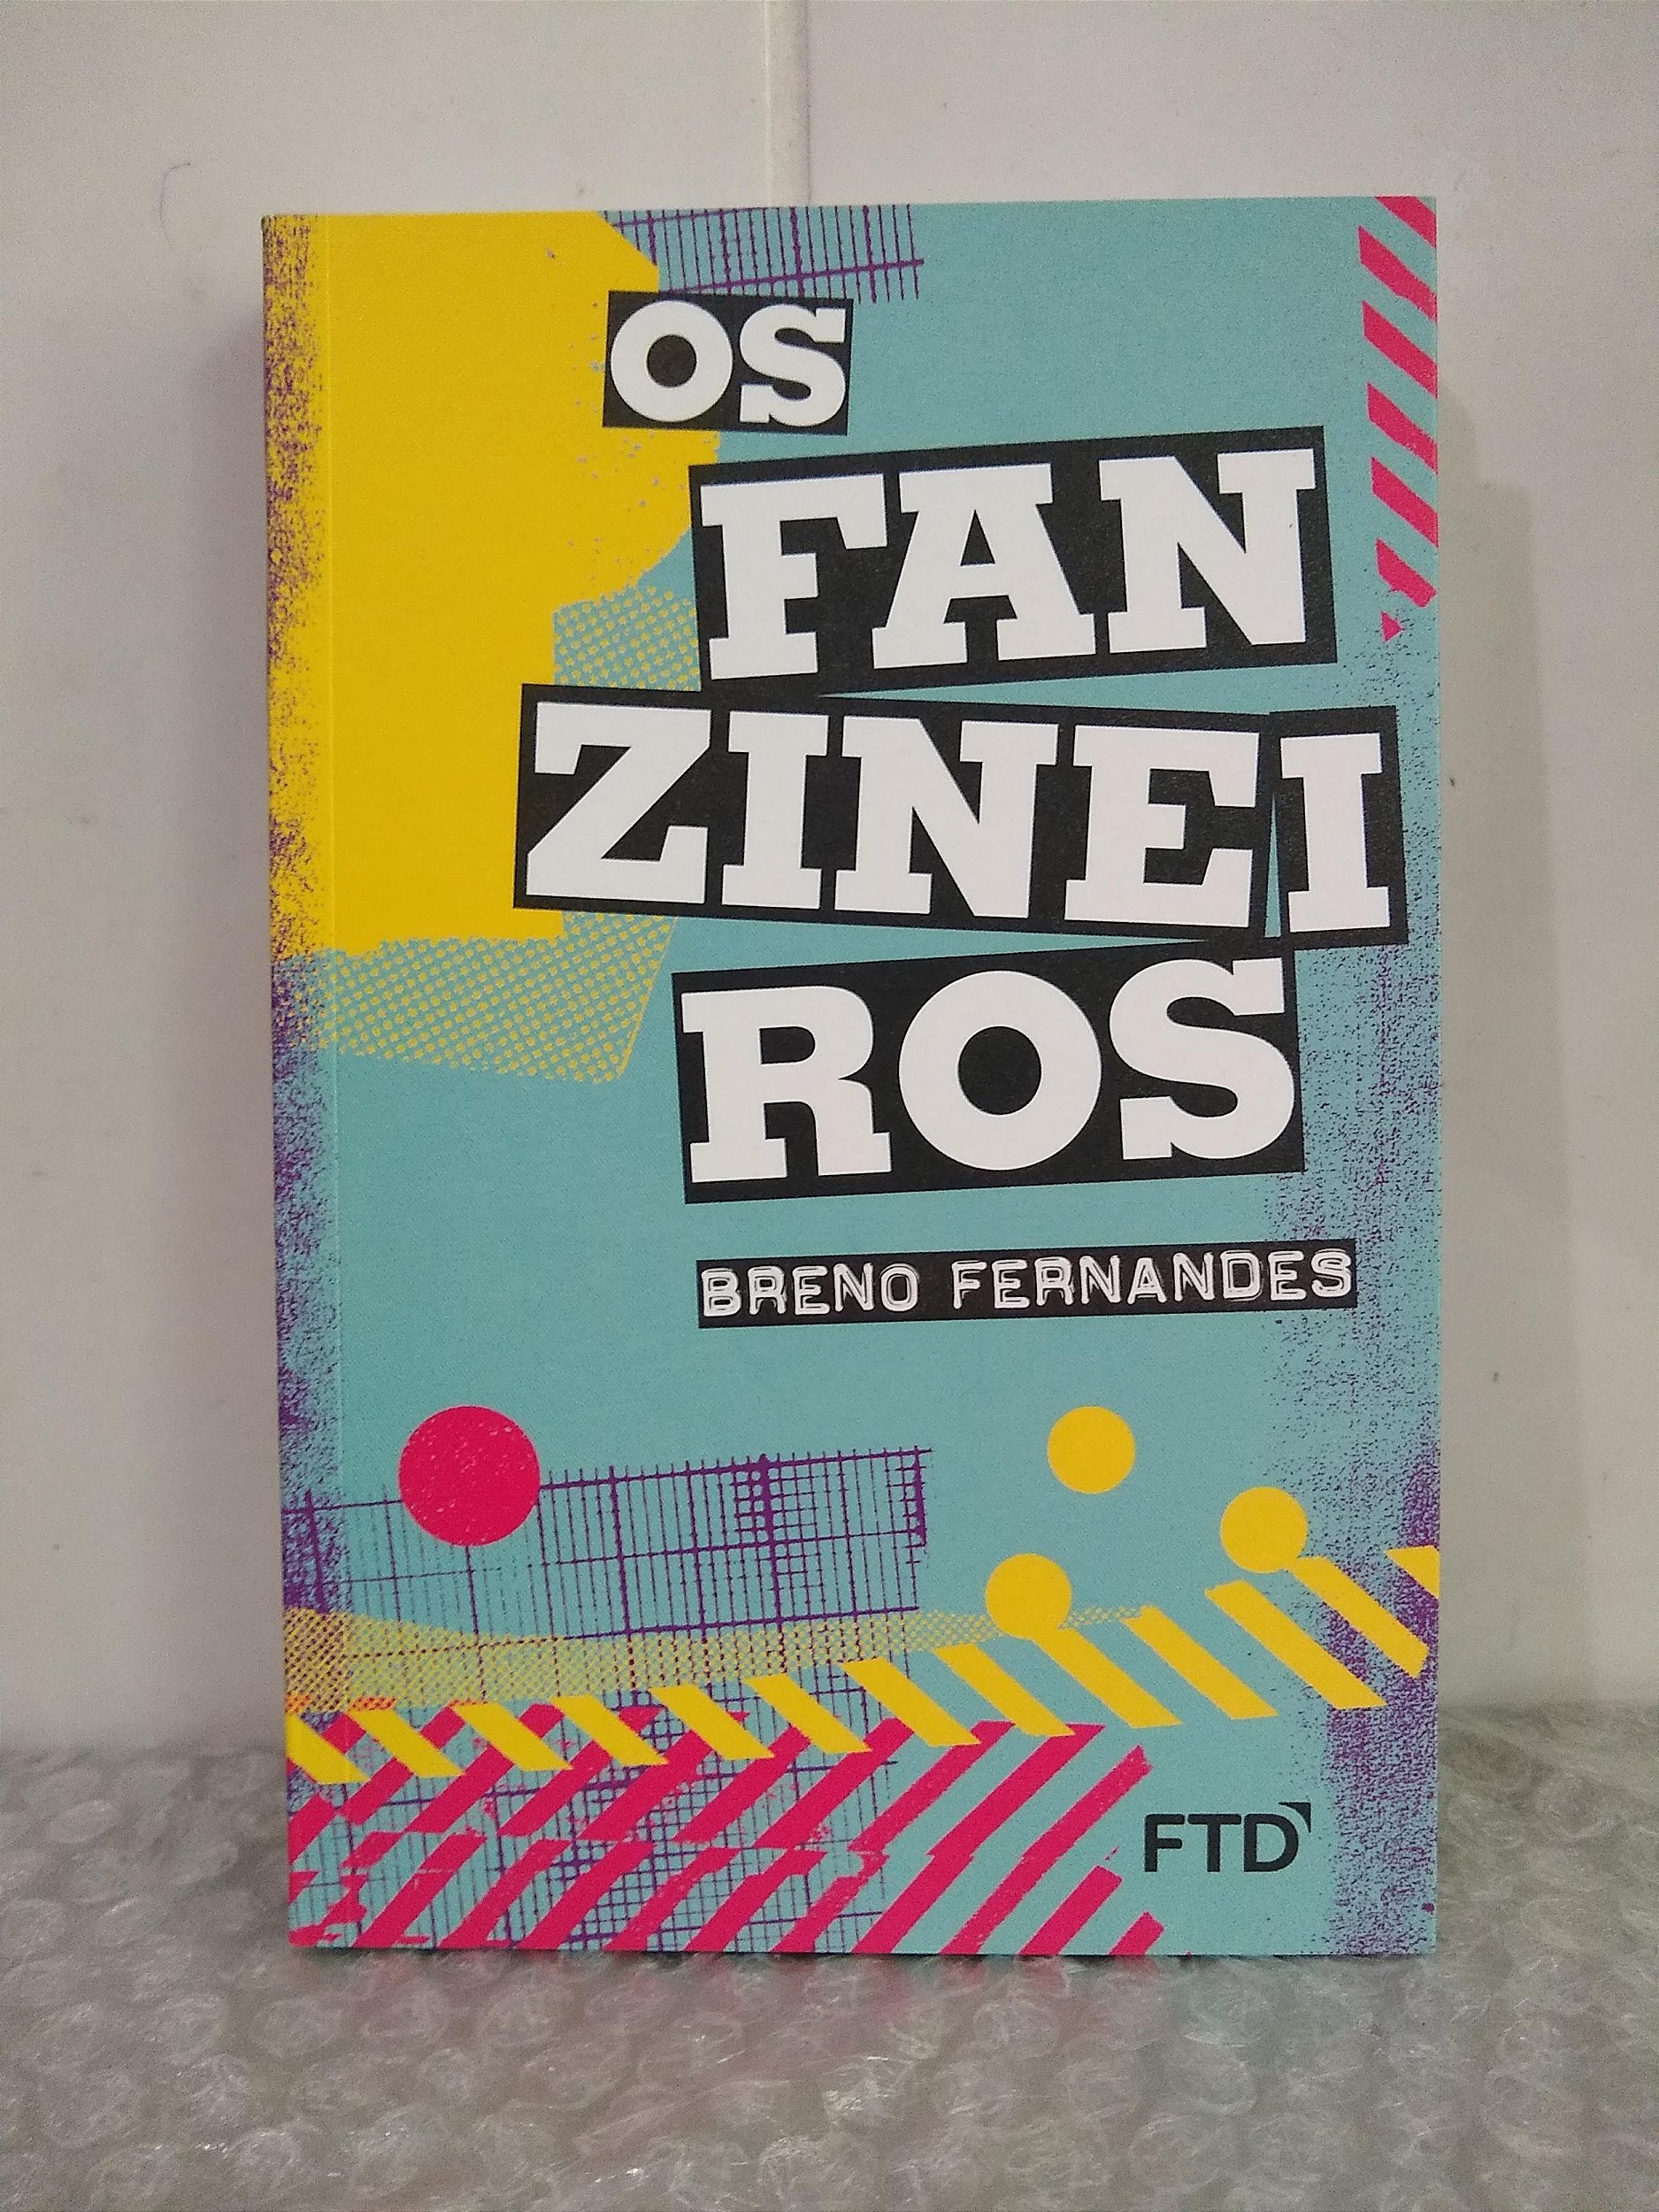 OS
FAN
ZINEI
ROS
BRENO FERNANDES
FTD